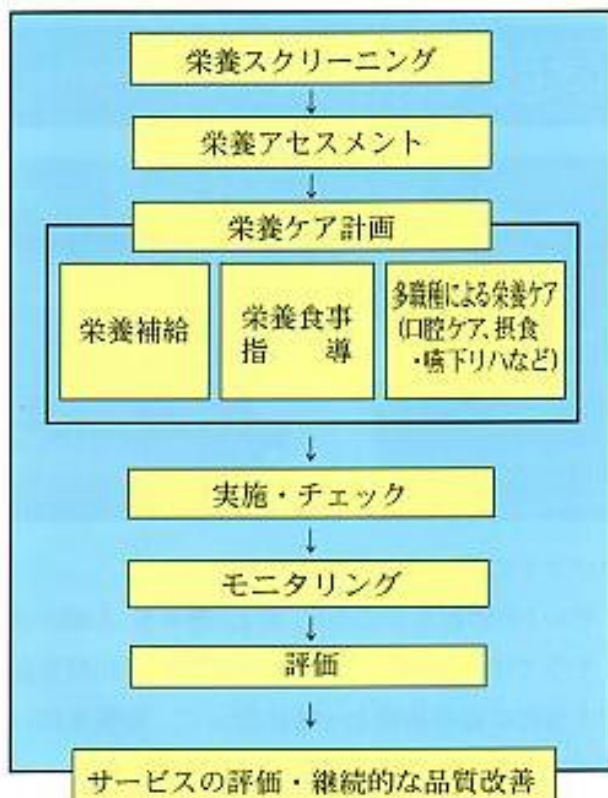 栄養スクリーニング
↓
栄養アセスメント
↓
栄養ケア計画
栄養補給
栄養食事
指　導
多職種による栄養ケア
(口腔ケア、摂食
・嚥下リハなど)
↓
実施・チェック
↓
モニタリング
↓
評価
↓
サービスの評価・継続的な品質改善